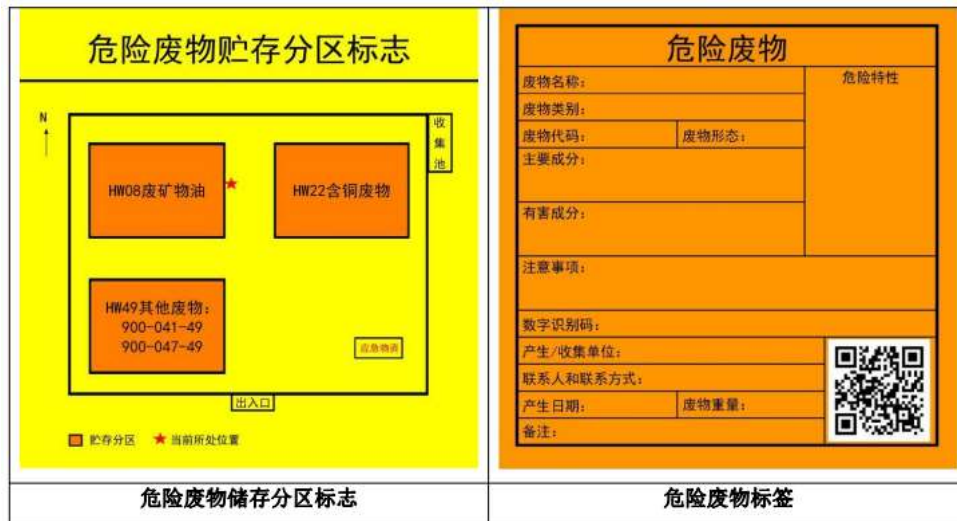 危险废物贮存分区标志
N
收集池
HW08废矿物油
HW22含铜废物
HW49其他废物:
900-041-49
900-047-49
应急物资
出入口
贮存分区
当前所处位置
危险废物储存分区标志
危险废物
废物名称:
危险特性
废物类别:
废物代码:
废物形态:
主要成分:
有害成分:
注意事项:
数字识别码:
产生/收集单位:
联系人和联系方式:
产生日期:
废物重量:
备注:
危险废物标签